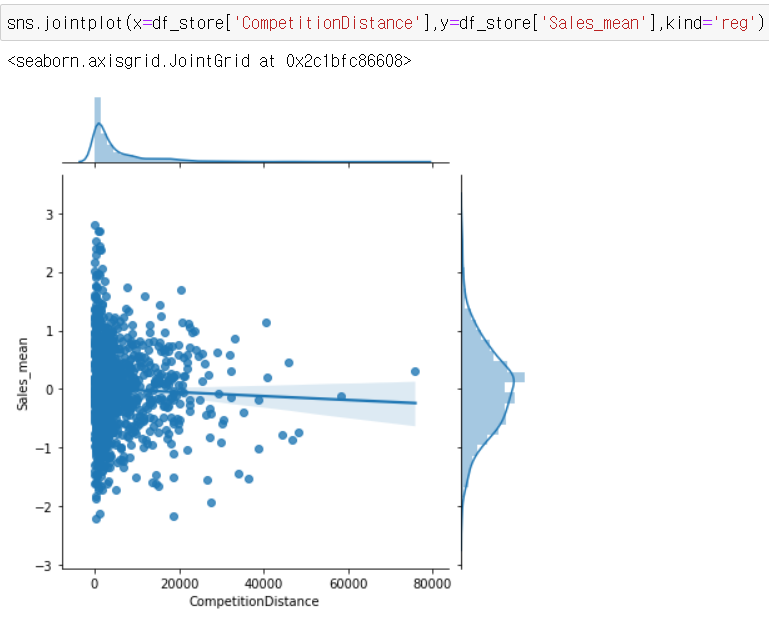 sns.jointplot(x=df_store['CompetitionDistance'],y=df_store['Sales_mean'],kind='reg')
<seaborn.axisgrid.JointGrid at 0x2c1bfc86608>
3
2
1
0
−1
−2
−3
Sales_mean
0 20000 40000 60000 80000
CompetitionDistance